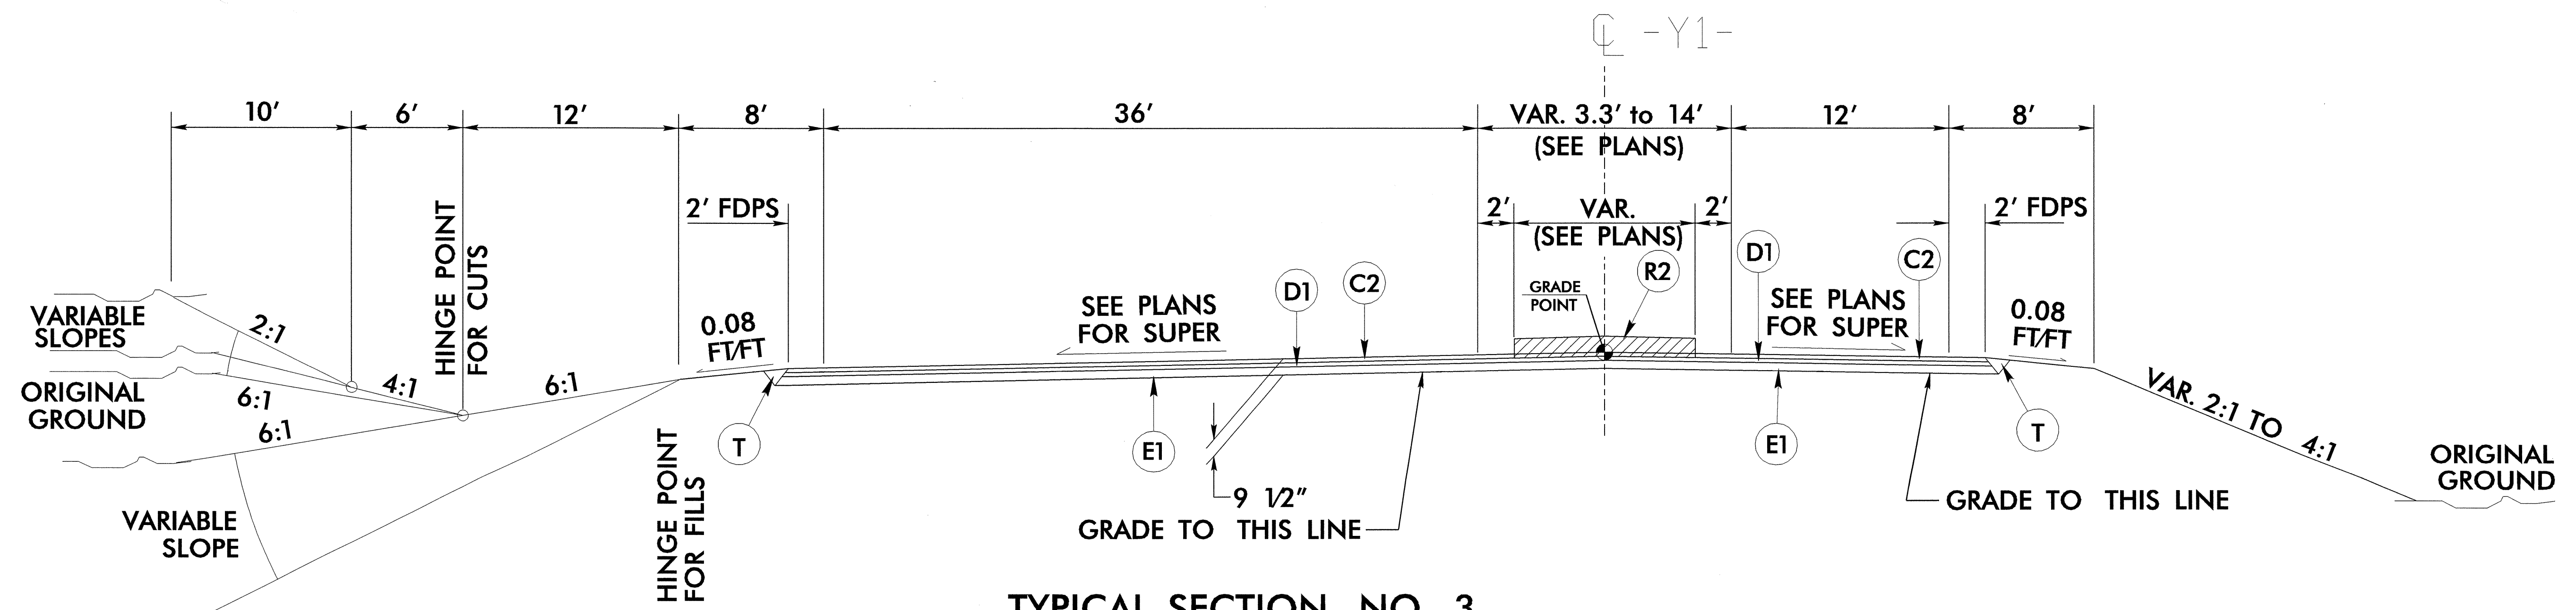 ℄ -Y1-
10' 6' 12' 8' 36' VAR. 3.3' to 14' 12' 8'
(SEE PLANS)
2' FDPS 2' VAR. 2' 2' FDPS
(SEE PLANS)
HINGE POINT
FOR CUTS
D1 C2 R2 D1 C2
GRADE
POINT
VARIABLE
SLOPES
2:1
SEE PLANS
FOR SUPER
SEE PLANS
FOR SUPER
0.08
FT/FT
0.08
FT/FT
ORIGINAL
GROUND
4:1
6:1
6:1
6:1
T E1 E1 T
VAR. 2:1 TO 4:1
ORIGINAL
GROUND
HINGE POINT
FOR FILLS
9 1/2"
GRADE TO THIS LINE
GRADE TO THIS LINE
VARIABLE
SLOPE
TYPICAL SECTION NO. 3